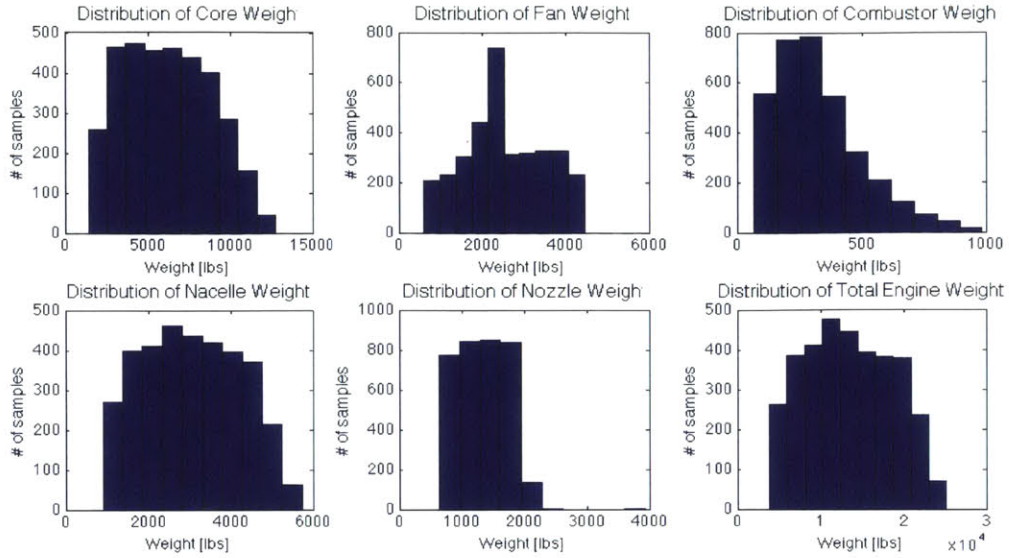 Distribution of Core Weigh
500
400
300
200
100
0
# of samples
0 5000 10000 15000
Weight [lbs]
Distribution of Fan Weight
800
600
400
200
0
# of samples
0 2000 4000 6000
Weight [lbs]
Distribution of Combustor Weigh
800
600
400
200
0
# of samples
0 500 1000
Weight [lbs]
Distribution of Nacelle Weight
500
400
300
200
100
0
# of samples
0 2000 4000 6000
Weight [lbs]
Distribution of Nozzle Weigh
1000
800
600
400
200
0
# of samples
0 1000 2000 3000 4000
Weight [lbs]
Distribution of Total Engine Weight
500
400
300
200
100
0
# of samples
0 1 2 3
Weight [lbs]
x 10^4